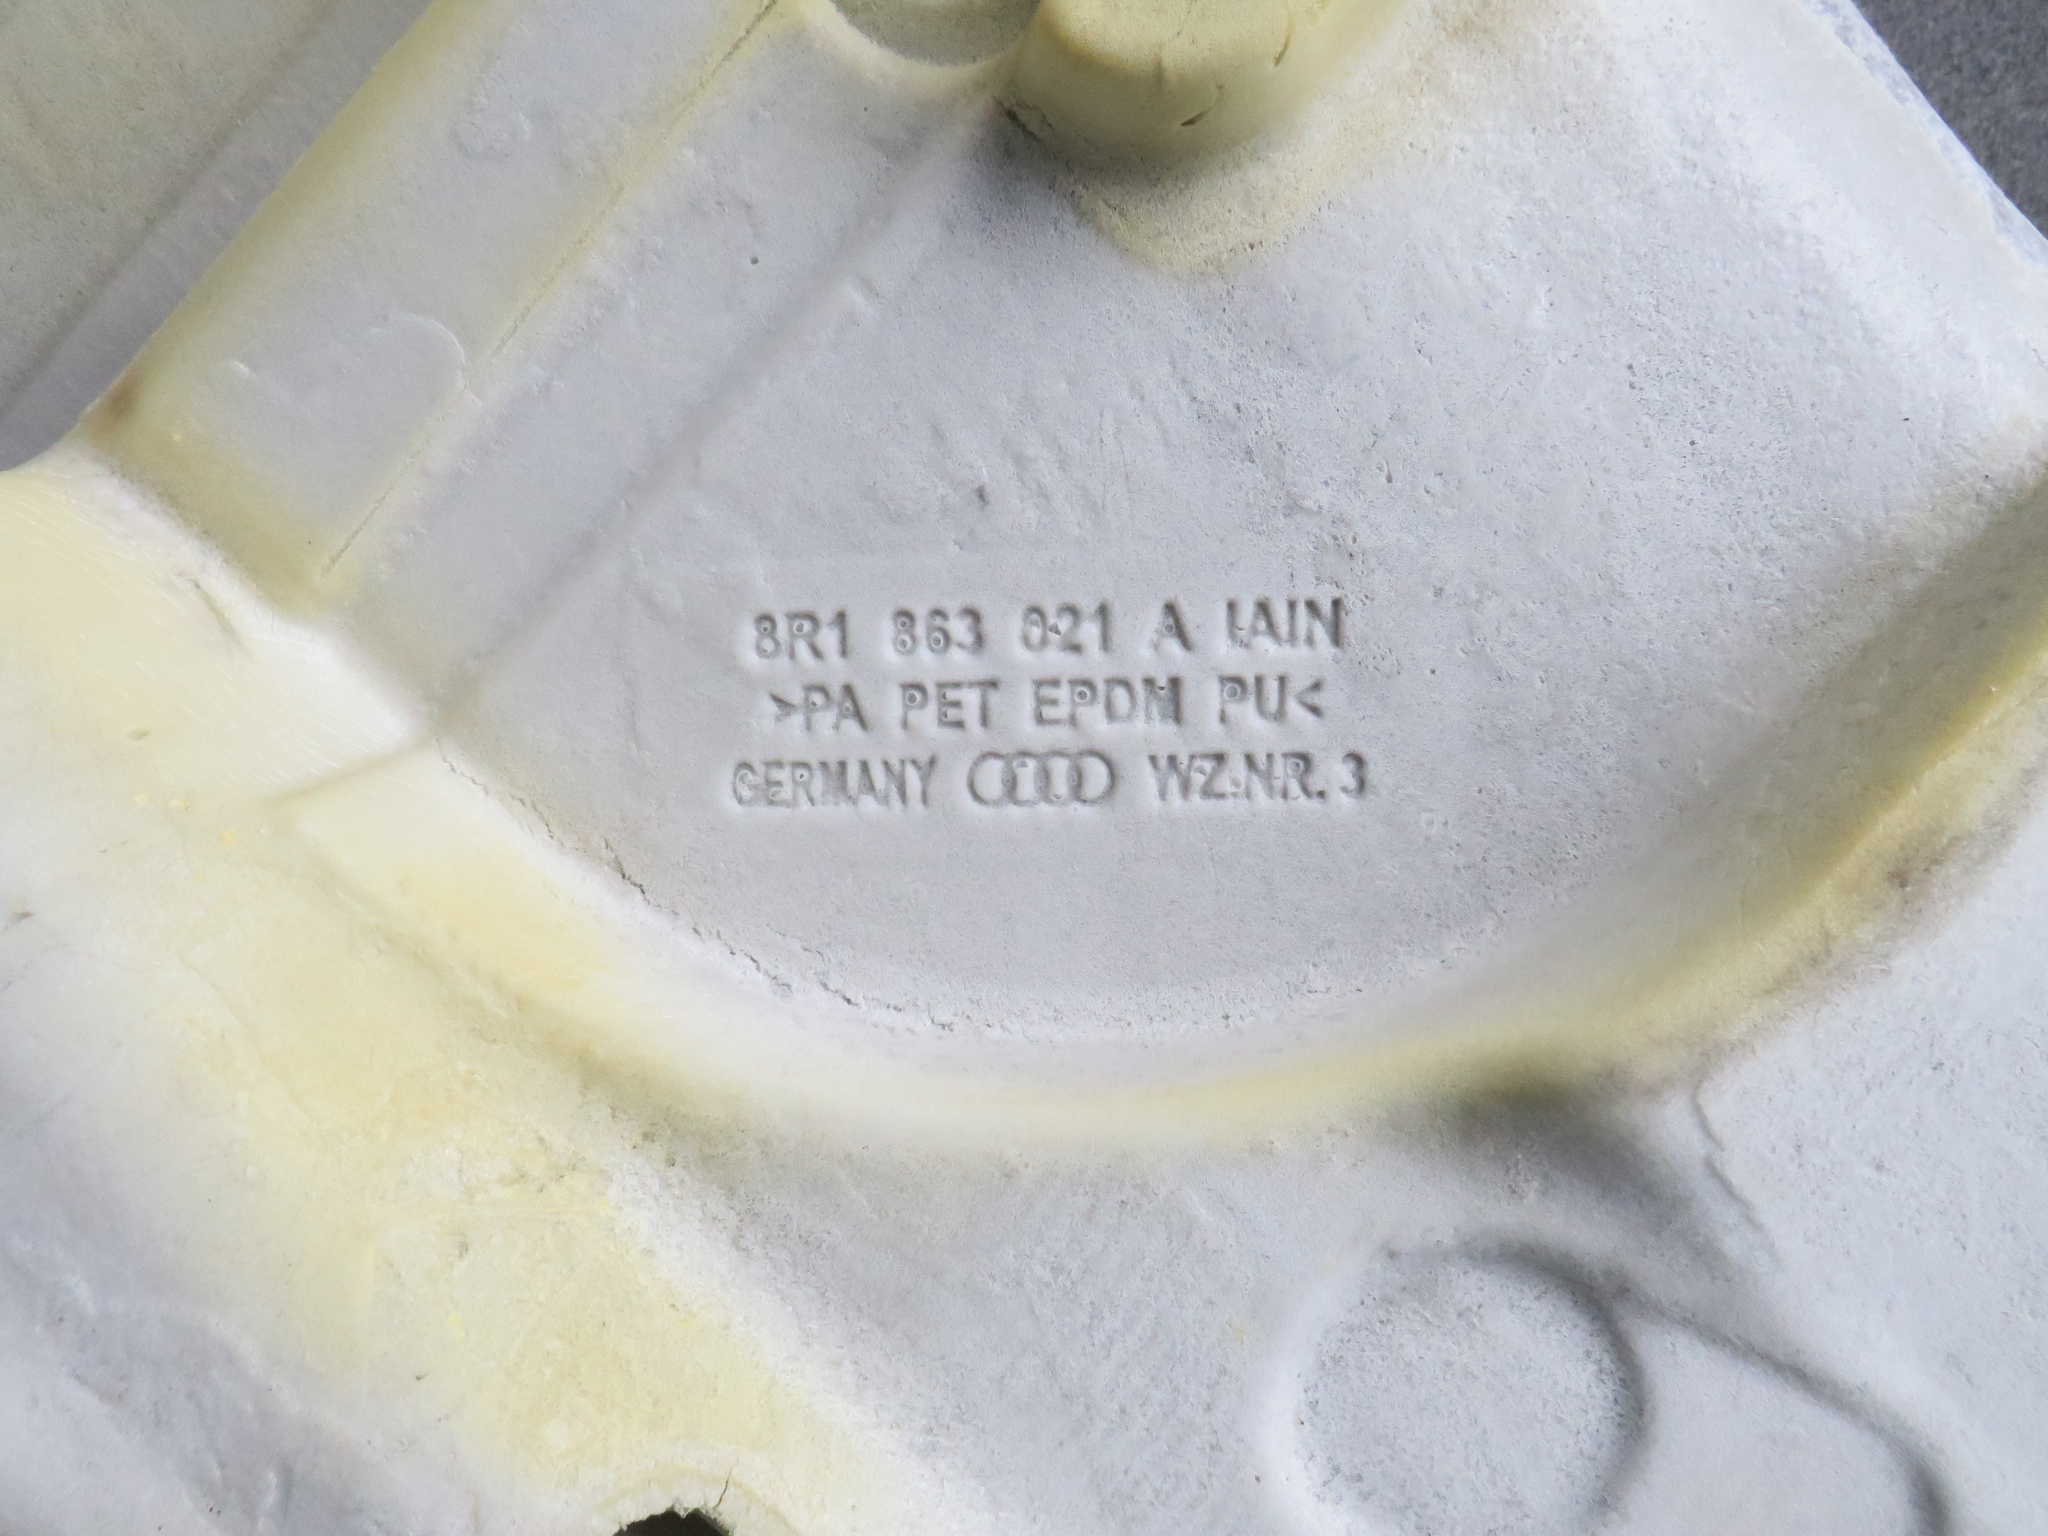 8R1 863 021 A IAIN
>PA PET EPDM PU<
GERMANY WZ.NR. 3